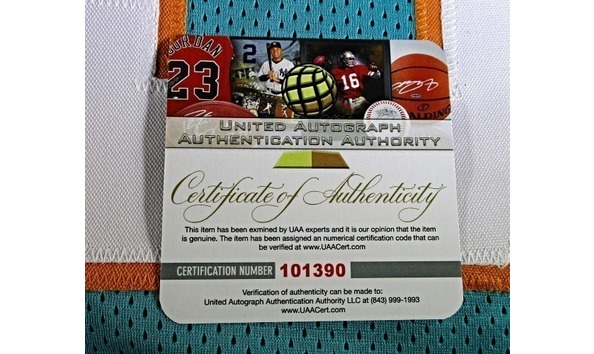 JORDAN
23
2
16
SPALDING
UNITED AUTOGRAPH
AUTHENTICATION AUTHORITY
Certificate of Authenticity
This item has been exmined by UAA experts and it is our opinion that the item
is genuine. The item has been assigned an numerical certification code that can
be verified at www.UAACert.com.
CERTIFICATION NUMBER 101390
Verification of authenticity can be made to:
United Autograph Authentication Authority LLC at (843) 999-1993
www.UAACert.com